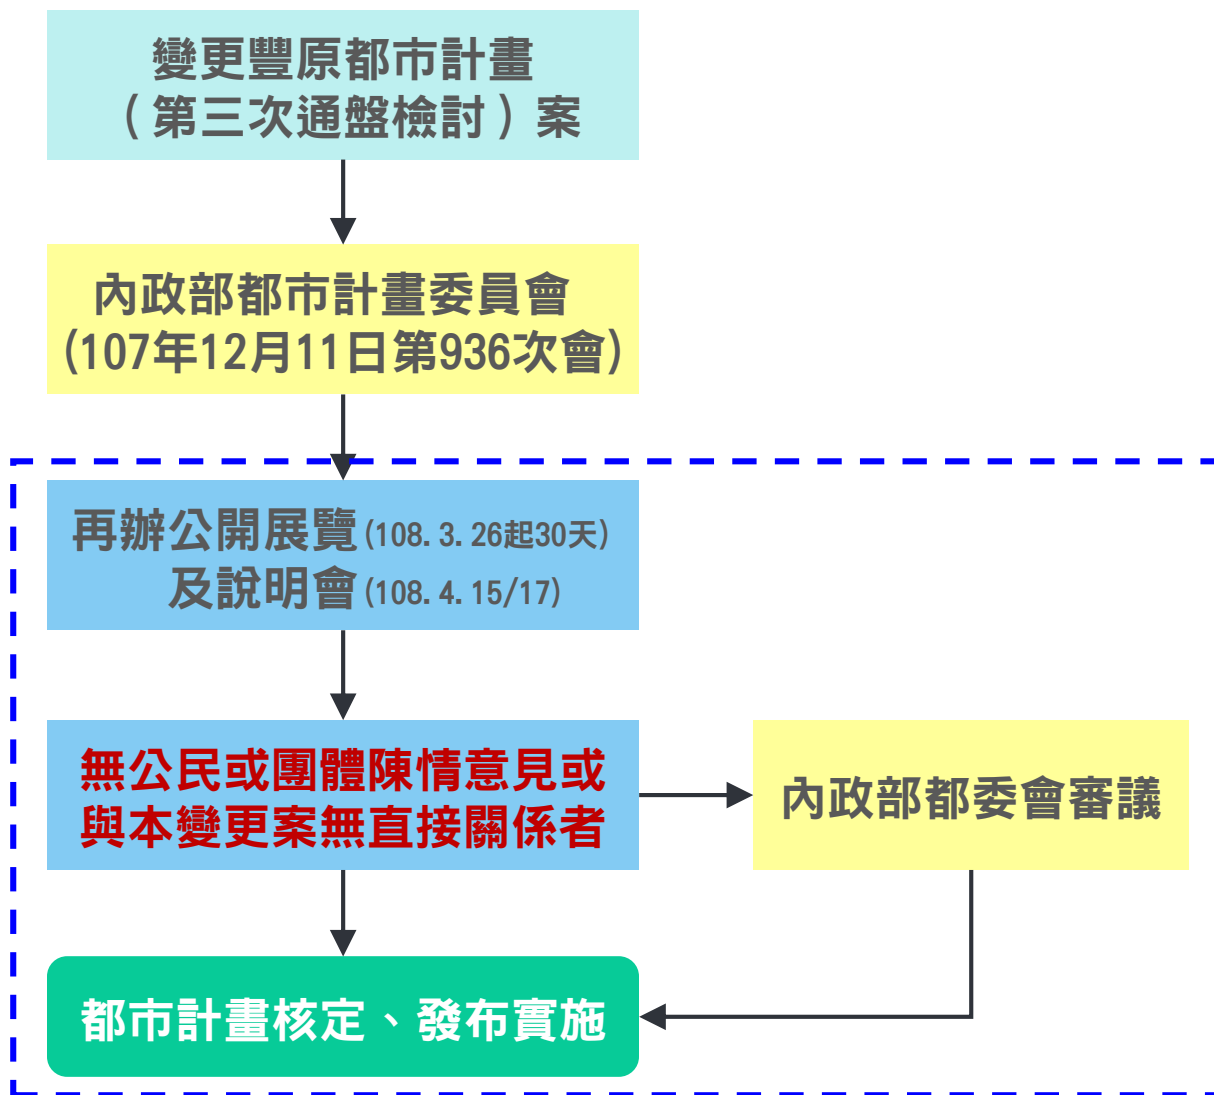 變更豐原都市計畫
（第三次通盤檢討）案
內政部都市計畫委員會
(107年12月11日第936次會)
再辦公開展覽(108.3.26起30天)
及說明會(108.4.15/17)
無公民或團體陳情意見或
與本變更案無直接關係者
內政部都委會審議
都市計畫核定、發布實施